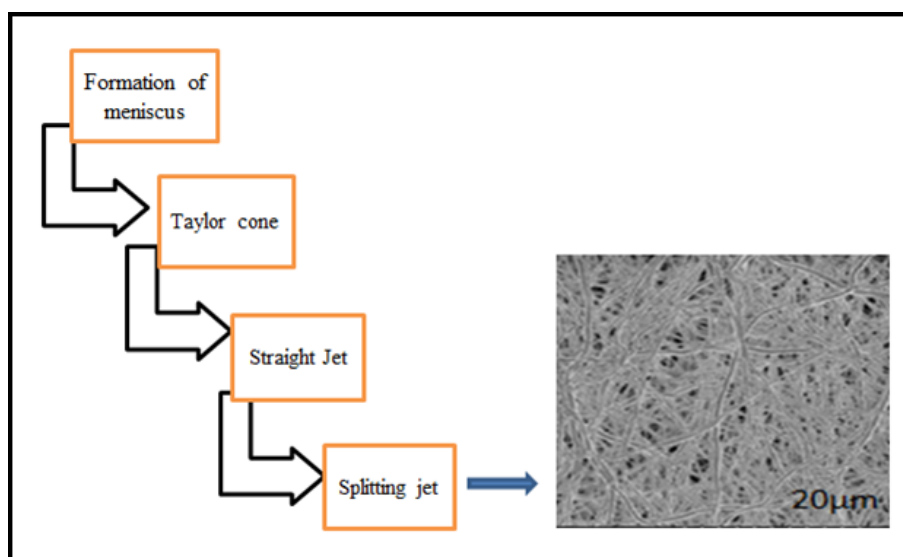 Formation of
meniscus
Taylor cone
Straight Jet
Splitting jet
20μm